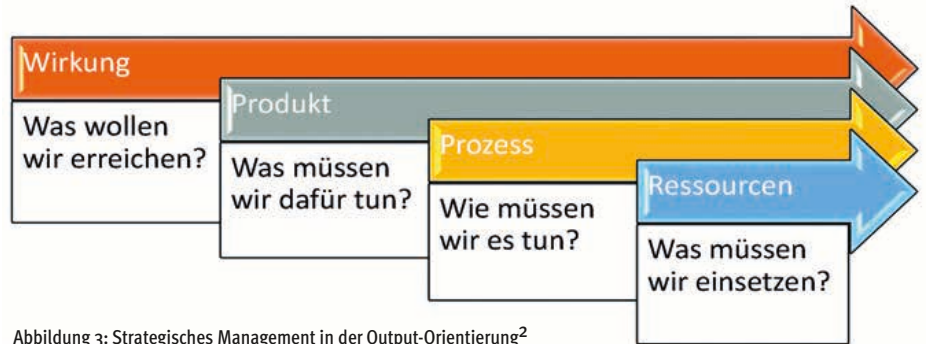 Wirkung
Was wollen
wir erreichen?
Produkt
Was müssen
wir dafür tun?
Prozess
Wie müssen
wir es tun?
Ressourcen
Was müssen
wir einsetzen?
Abbildung 3: Strategisches Management in der Output-Orientierung²